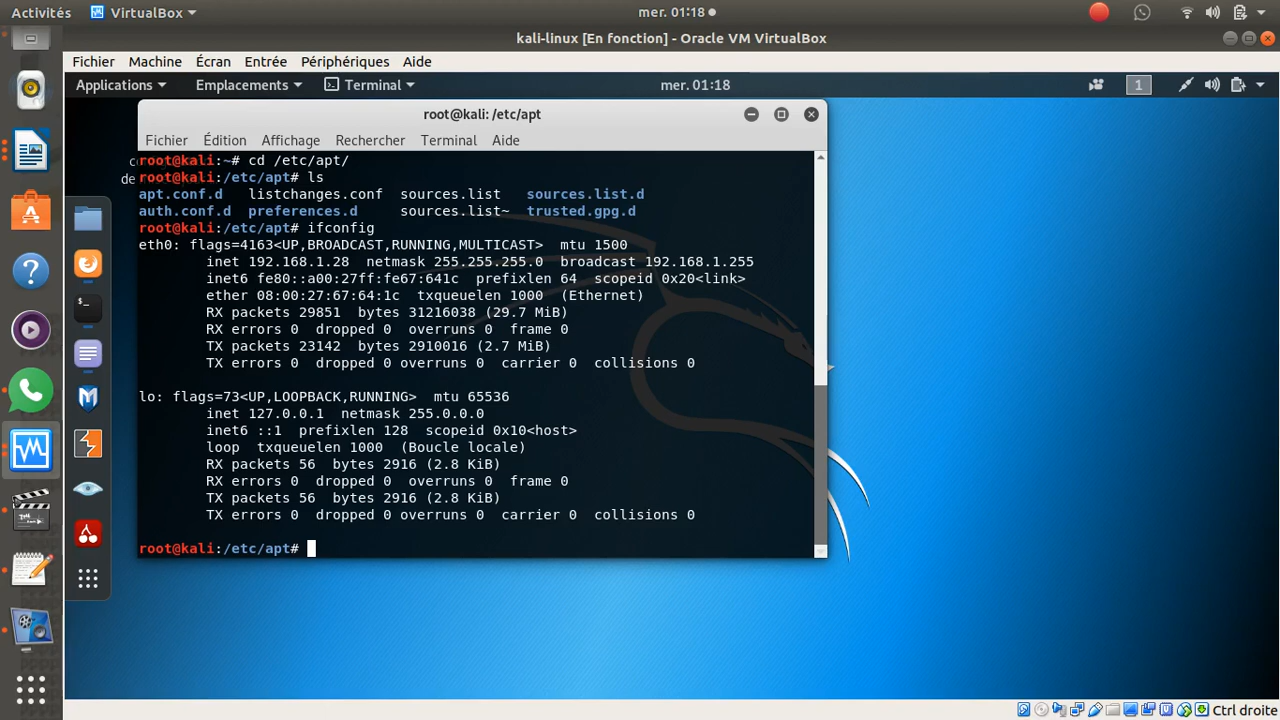 Activités VirtualBox mer. 01:18
kali-linux [En fonction] - Oracle VM VirtualBox
Fichier Machine Écran Entrée Périphériques Aide
Applications Emplacements Terminal mer. 01:18 1
root@kali: /etc/apt
Fichier Édition Affichage Rechercher Terminal Aide
root@kali:~# cd /etc/apt/
root@kali:/etc/apt# ls
apt.conf.d listchanges.conf sources.list sources.list.d
auth.conf.d preferences.d sources.list~ trusted.gpg.d
root@kali:/etc/apt# ifconfig
eth0: flags=4163<UP,BROADCAST,RUNNING,MULTICAST> mtu 1500
inet 192.168.1.28 netmask 255.255.255.0 broadcast 192.168.1.255
inet6 fe80::a00:27ff:fe67:641c prefixlen 64 scopeid 0x20<link>
ether 08:00:27:67:64:1c txqueuelen 1000 (Ethernet)
RX packets 29851 bytes 31216038 (29.7 MiB)
RX errors 0 dropped 0 overruns 0 frame 0
TX packets 23142 bytes 2910016 (2.7 MiB)
TX errors 0 dropped 0 overruns 0 carrier 0 collisions 0
lo: flags=73<UP,LOOPBACK,RUNNING> mtu 65536
inet 127.0.0.1 netmask 255.0.0.0
inet6 ::1 prefixlen 128 scopeid 0x10<host>
loop txqueuelen 1000 (Boucle locale)
RX packets 56 bytes 2916 (2.8 KiB)
RX errors 0 dropped 0 overruns 0 frame 0
TX packets 56 bytes 2916 (2.8 KiB)
TX errors 0 dropped 0 overruns 0 carrier 0 collisions 0
root@kali:/etc/apt#
Ctrl droite